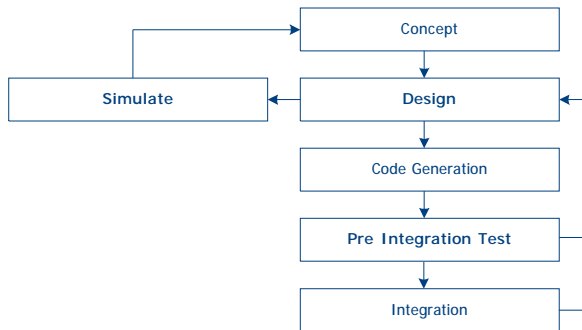 Concept
Simulate
Design
Code Generation
Pre Integration Test
Integration